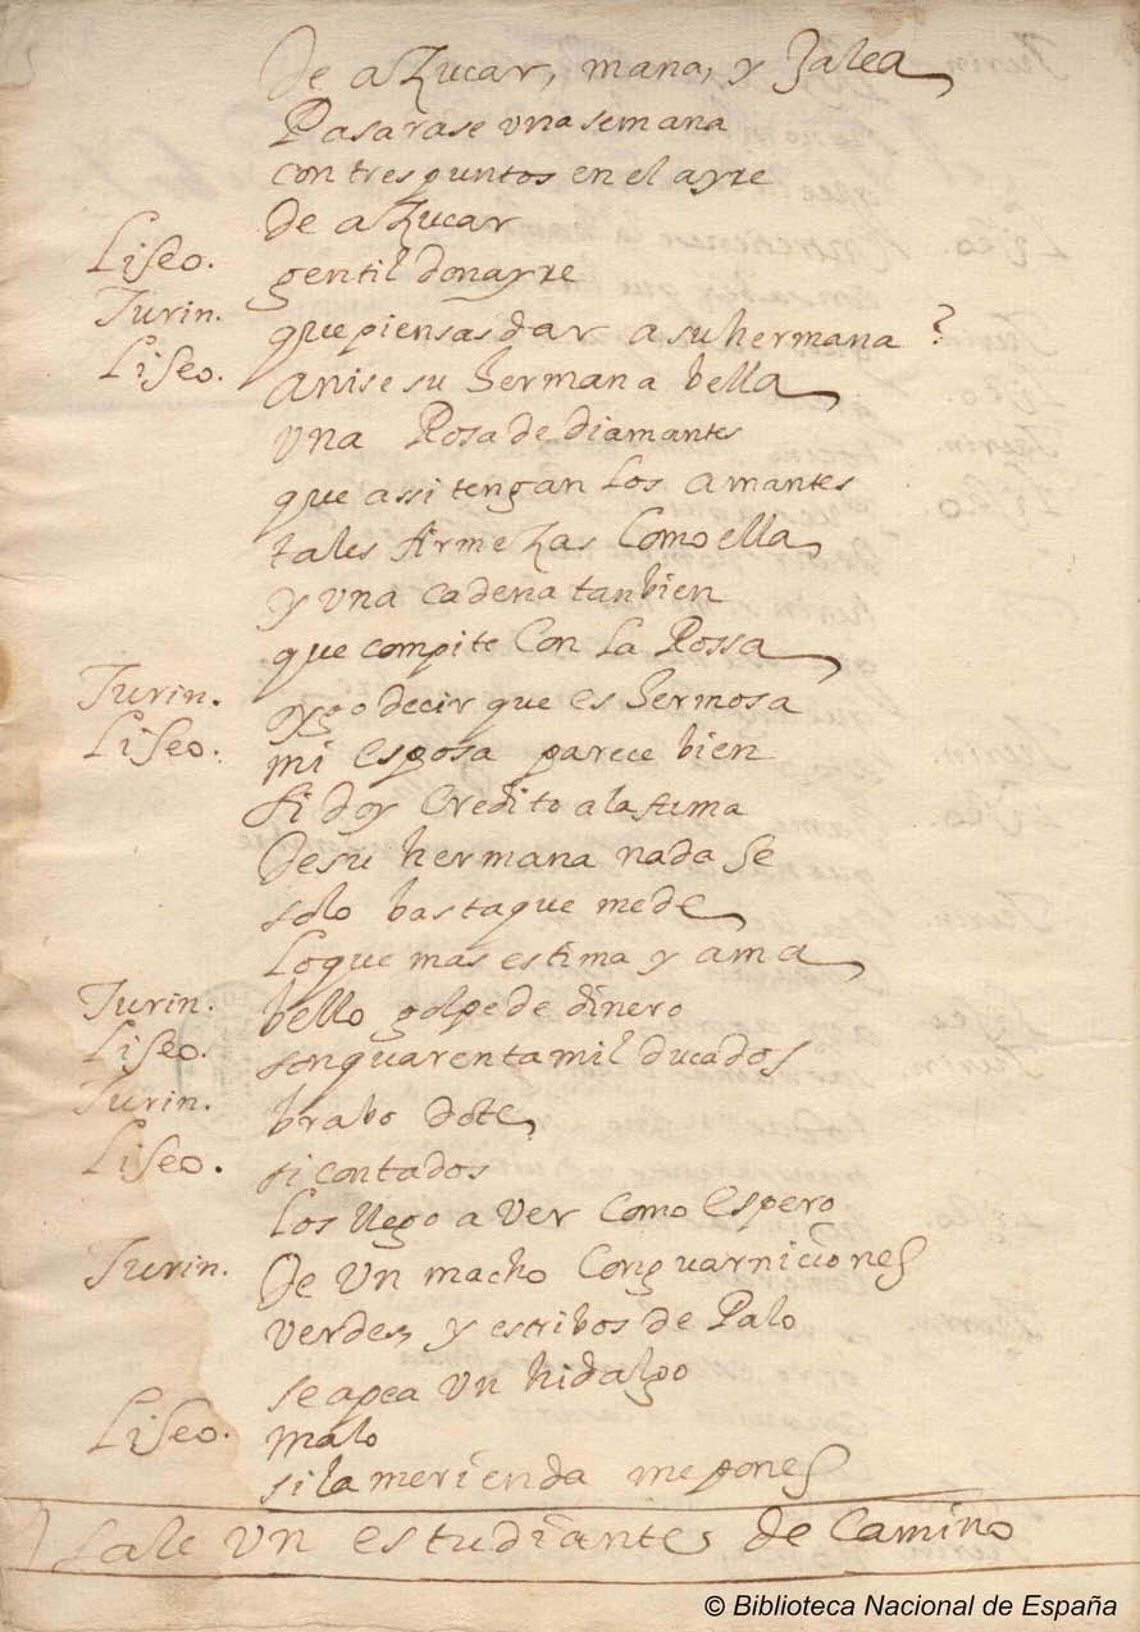 De aZucar, mana, y Jalea
Pasarase vna semana
con tres puntos en el ayre
de aZucar
Liseo. gentil donayre
Turin. que piensas dar a su hermana ?
Liseo. a nise su hermana bella
vna Rosa de diamantes
que assi tengan los amantes
tales firmeZas Como ella
y vna cadena tanbien
que compite Con la Rossa
Turin. oygo decir que es hermosa
Liseo. mi esposa parece bien
si doy Credito a la fama
De su hermana nada se
solo basta que me de
lo que mas estima y ama
Turin. bello golpe de dinero
Liseo. son quarenta mil ducados
Turin. brabo dote
Liseo. si contados
los llego a ver Como espero
Turin. De vn macho Con guarniciones
verdes y estribos de Palo
se apea vn hidalgo
Liseo. malo
si la merienda me pones
Sale vn estudiantes de Camino
© Biblioteca Nacional de España